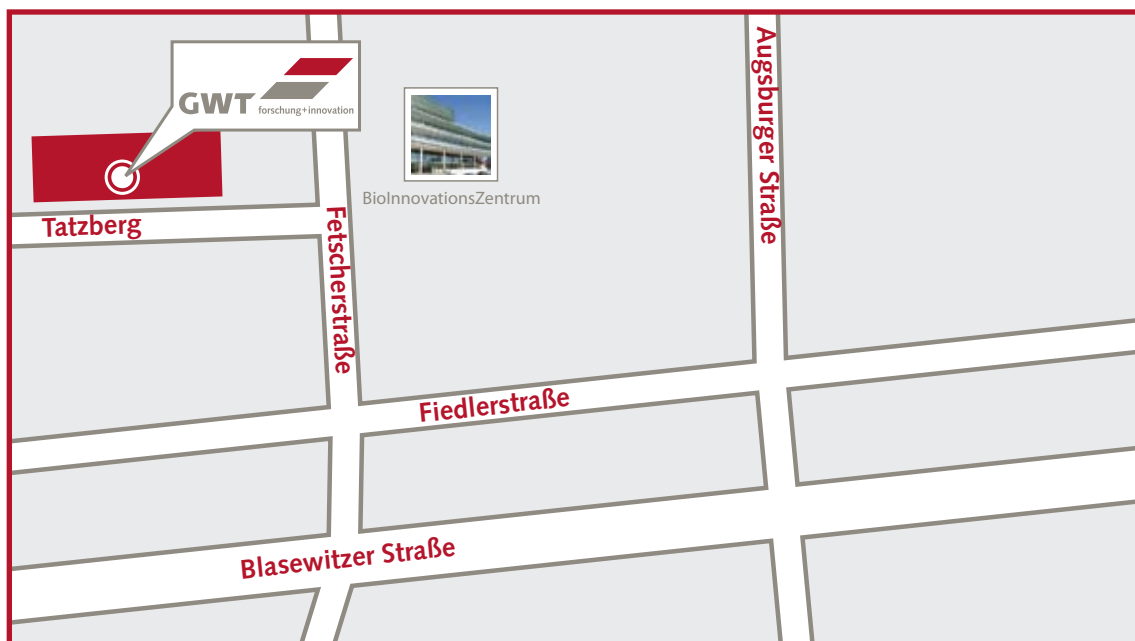 GWT forschung+innovation
Augsburger Straße
BioInnovationsZentrum
Tatzberg
Fetscherstraße
Fiedlerstraße
Blasewitzer Straße